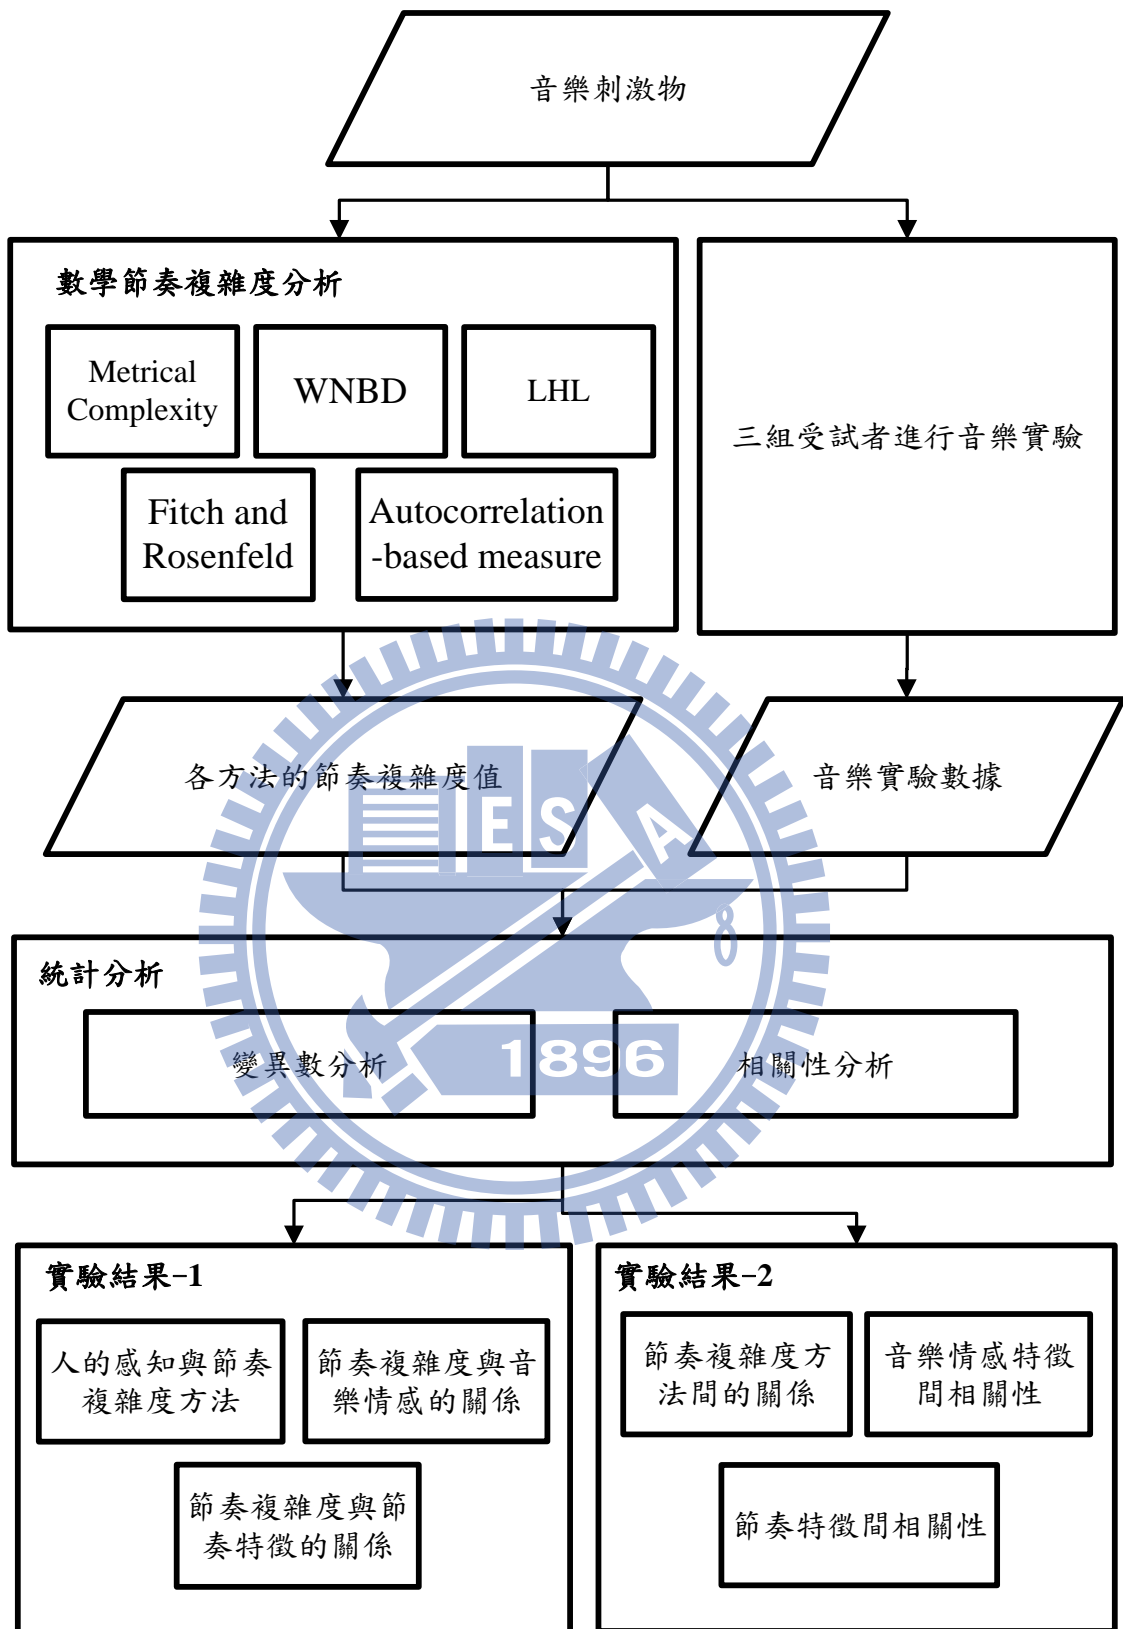 音樂刺激物
數學節奏複雜度分析
Metrical
Complexity
WNBD
LHL
Fitch and
Rosenfeld
Autocorrelation
-based measure
三組受試者進行音樂實驗
各方法的節奏複雜度值
音樂實驗數據
ES
A
8
統計分析
變異數分析
1896
相關性分析
實驗結果-1
人的感知與節奏
複雜度方法
節奏複雜度與音
樂情感的關係
節奏複雜度與節
奏特徵的關係
實驗結果-2
節奏複雜度方
法間的關係
音樂情感特徵
間相關性
節奏特徵間相關性